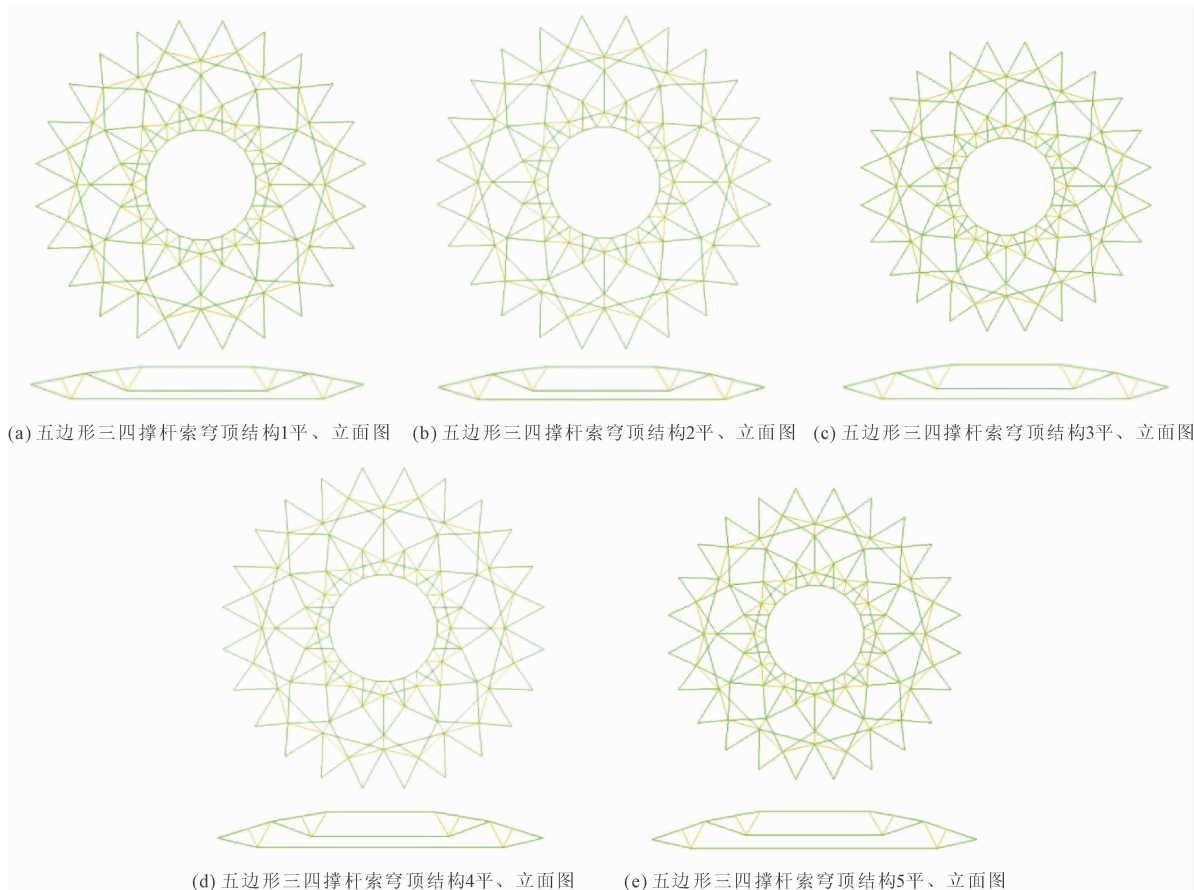 (a) 五边形三四撑杆索穹顶结构1平、立面图
(b) 五边形三四撑杆索穹顶结构2平、立面图
(c) 五边形三四撑杆索穹顶结构3平、立面图
(d) 五边形三四撑杆索穹顶结构4平、立面图
(e) 五边形三四撑杆索穹顶结构5平、立面图